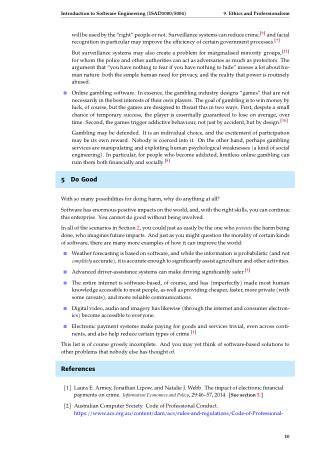 Introduction to Software Engineering (ISAD1000/5004) 9. Ethics and Professionalism
will be used by the "right" people or not. Surveillance systems can reduce crime,[9] and facial
recognition in particular may improve the efficiency of certain government processes.[7]
But surveillance systems may also create a problem for marginalised minority groups,[11]
for whom the police and other authorities can act as adversaries as much as protectors. The
argument that "you have nothing to fear if you have nothing to hide" misses a lot about hu-
man nature: both the simple human need for privacy, and the reality that power is routinely
abused.
Online gambling software. In essence, the gambling industry designs "games" that are not
necessarily in the best interests of their own players. The goal of gambling is to win money by
luck, of course, but the games are designed to thwart this in two ways. First, despite a small
chance of temporary success, the player is essentially guaranteed to lose on average, over
time. Second, the games trigger addictive behaviour; not just by accident, but by design.[10]
Gambling may be defended. It is an individual choice, and the excitement of participation
may be its own reward. Nobody is coerced into it. On the other hand, perhaps gambling
services are manipulating and exploiting human psychological weaknesses (a kind of social
engineering). In particular, for people who become addicted, limitless online gambling can
ruin them both financially and socially.[8]
5 Do Good
With so many possibilities for doing harm, why do anything at all?
Software has enormous positive impacts on the world, and, with the right skills, you can continue
this enterprise. You cannot do good without being involved.
In all of the scenarios in Section 2, you could just as easily be the one who prevents the harm being
done, who imagines future impacts. And just as you might question the morality of certain kinds
of software, there are many more examples of how it can improve the world:
Weather forecasting is based on software, and while the information is probabilistic (and not
completely accurate), it is accurate enough to significantly assist agriculture and other activities.
Advanced driver-assistance systems can make driving significantly safer.[3]
The entire internet is software-based, of course, and has (imperfectly) made most human
knowledge accessible to most people, as well as providing cheaper, faster, more private (with
some caveats), and more reliable communications.
Digital video, audio and imagery have likewise (through the internet and consumer electron-
ics) become accessible to everyone.
Electronic payment systems make paying for goods and services trivial, even across conti-
nents, and also help reduce certain types of crime.[1]
This list is of course grossly incomplete. And you may yet think of software-based solutions to
other problems that nobody else has thought of.
References
[1] Laura E. Armey, Jonathan Lipow, and Natalie J. Webb. The impact of electronic financial
payments on crime. Information Economics and Policy, 29:46–57, 2014. [See section 5.]
[2] Australian Computer Society. Code of Professional Conduct.
https://www.acs.org.au/content/dam/acs/rules-and-regulations/Code-of-Professional-
10